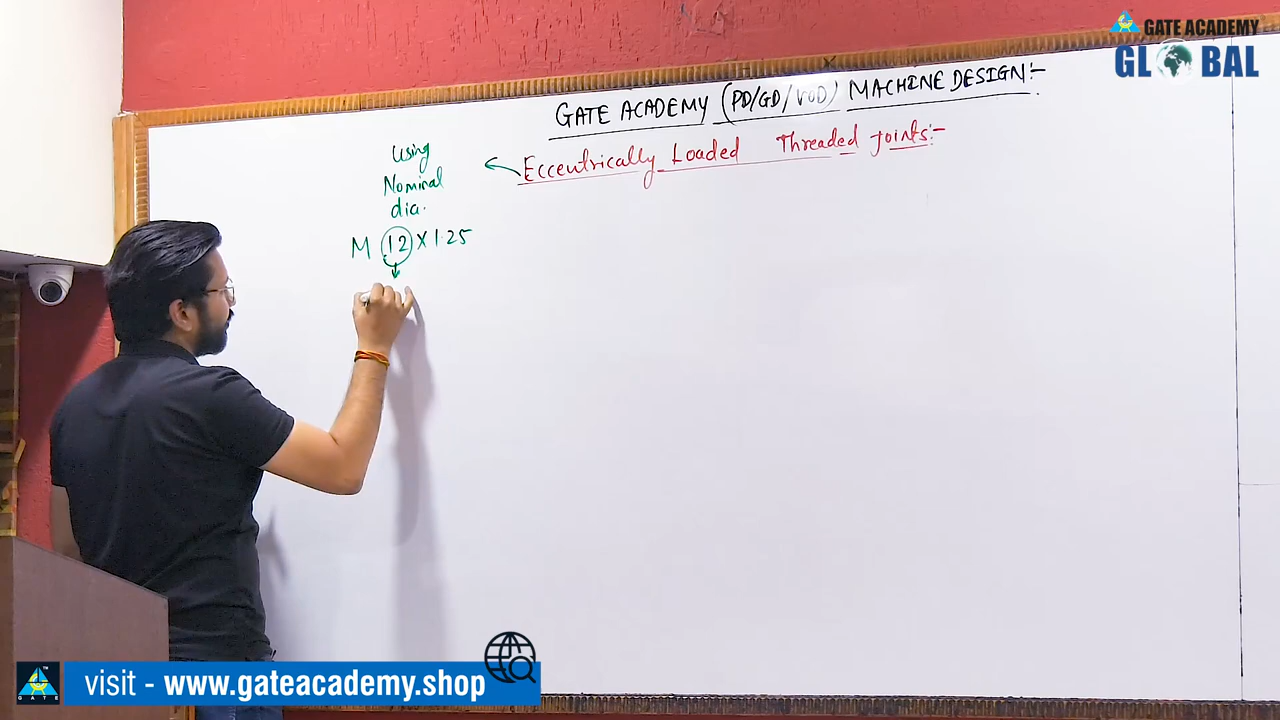 GATE ACADEMY
GLOBAL
GATE ACADEMY (PD/GD/VOD) MACHINE DESIGN:-
Eccentrically Loaded Threaded Joints:-
Using
Nominal
dia.
M 12 X 1.25
GATE
visit - www.gateacademy.shop